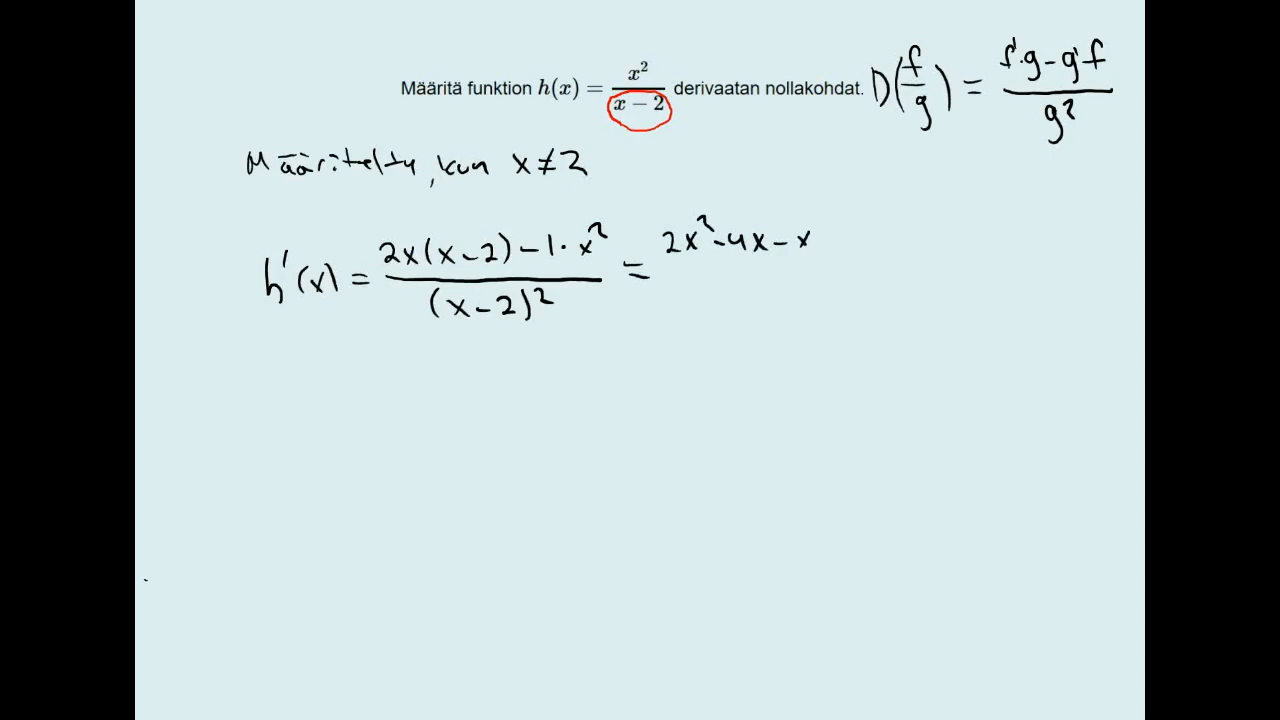 Määritä funktion h(x) = x²/(x − 2) derivaatan nollakohdat. D(f/g) = (f'·g − g'f)/g²
Määritelty, kun x ≠ 2
h'(x) = (2x(x−2) − 1·x²)/(x−2)² = 2x² − 4x − x